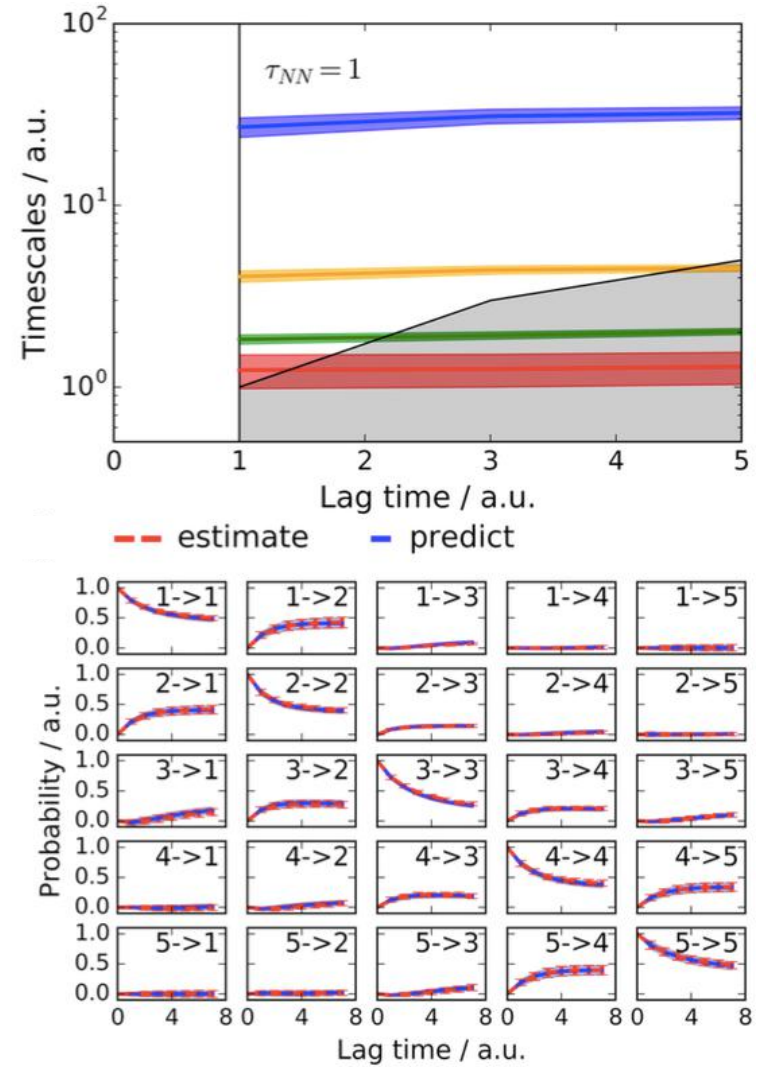 10²
τNN = 1
Timescales / a.u.
10¹
10⁰
0 1 2 3 4 5
Lag time / a.u.
estimate predict
1.0 1->1 1->2 1->3 1->4 1->5
0.5
0.0
1.0 2->1 2->2 2->3 2->4 2->5
0.5
0.0
Probability / a.u.
1.0 3->1 3->2 3->3 3->4 3->5
0.5
0.0
1.0 4->1 4->2 4->3 4->4 4->5
0.5
0.0
1.0 5->1 5->2 5->3 5->4 5->5
0.5
0.0
0 4 8 0 4 8 0 4 8 0 4 8 0 4 8
Lag time / a.u.